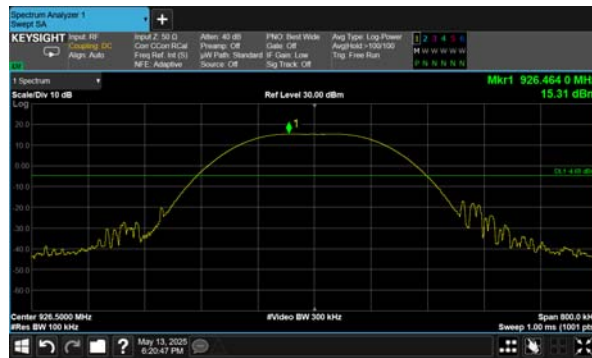 Spectrum Analyzer 1
Swept SA
+
KEYSIGHT
Input: RF
Coupling: DC
Align: Auto
Input Z: 50 Ω
Corr CCorr RCal
Freq Ref: Int (S)
NFE: Adaptive
Atten: 40 dB
Preamp: Off
µW Path: Standard
Source: Off
PNO: Best Wide
Gate: Off
IF Gain: Low
Sig Track: Off
Avg Type: Log-Power
Avg|Hold:>100/100
Trig: Free Run
1 2 3 4 5 6
M W W W W W
P N N N N N
1 Spectrum
Mkr1 926.464 0 MHz
Scale/Div 10 dB
Ref Level 30.00 dBm
15.31 dBm
Log
1
20.0
10.0
0.00
-10.0
-20.0
-30.0
-40.0
-50.0
-60.0
Center 926.5000 MHz
#Video BW 300 kHz
Span 800.0 kHz
#Res BW 100 kHz
Sweep 1.00 ms (1001 pts)
?
May 13, 2025
6:20:47 PM